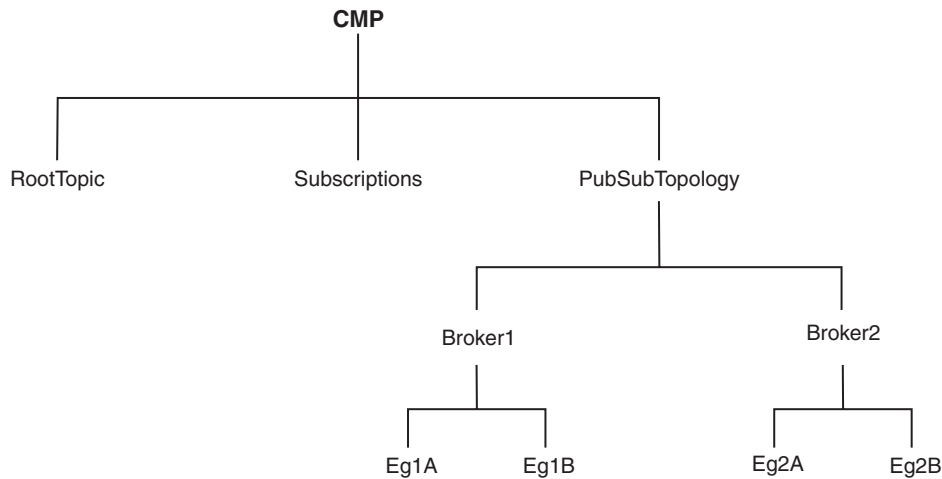 CMP
RootTopic
Subscriptions
PubSubTopology
Broker1
Broker2
Eg1A
Eg1B
Eg2A
Eg2B